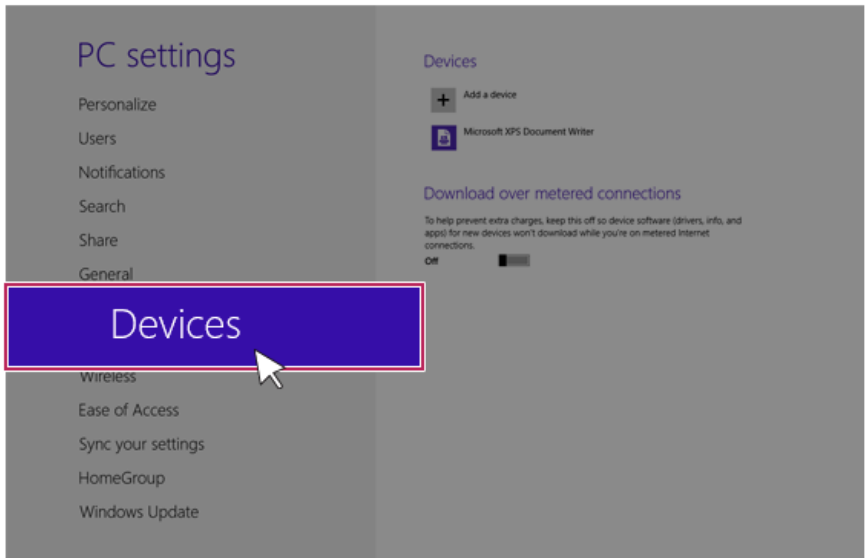 PC settings
Personalize
Users
Notifications
Search
Share
General
Devices
Wireless
Ease of Access
Sync your settings
HomeGroup
Windows Update
Devices
Add a device
Microsoft XPS Document Writer
Download over metered connections
To help prevent extra charges, keep this off so device software (drivers, info, and
apps) for new devices won't download while you're on metered Internet
connections.
Off